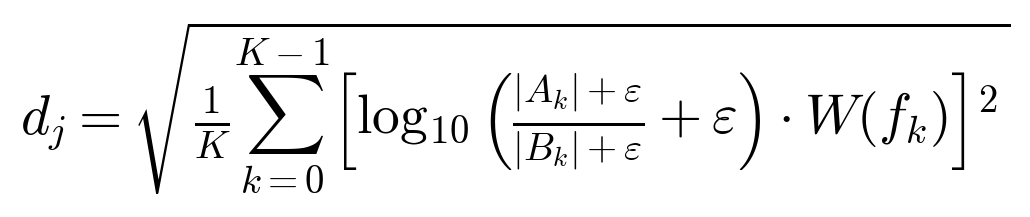 d_j = \sqrt{\frac{1}{K} \sum_{k=0}^{K-1} \left[ \log_{10} \left( \frac{|A_k| + \varepsilon}{|B_k| + \varepsilon} + \varepsilon \right) \cdot W(f_k) \right]^2}